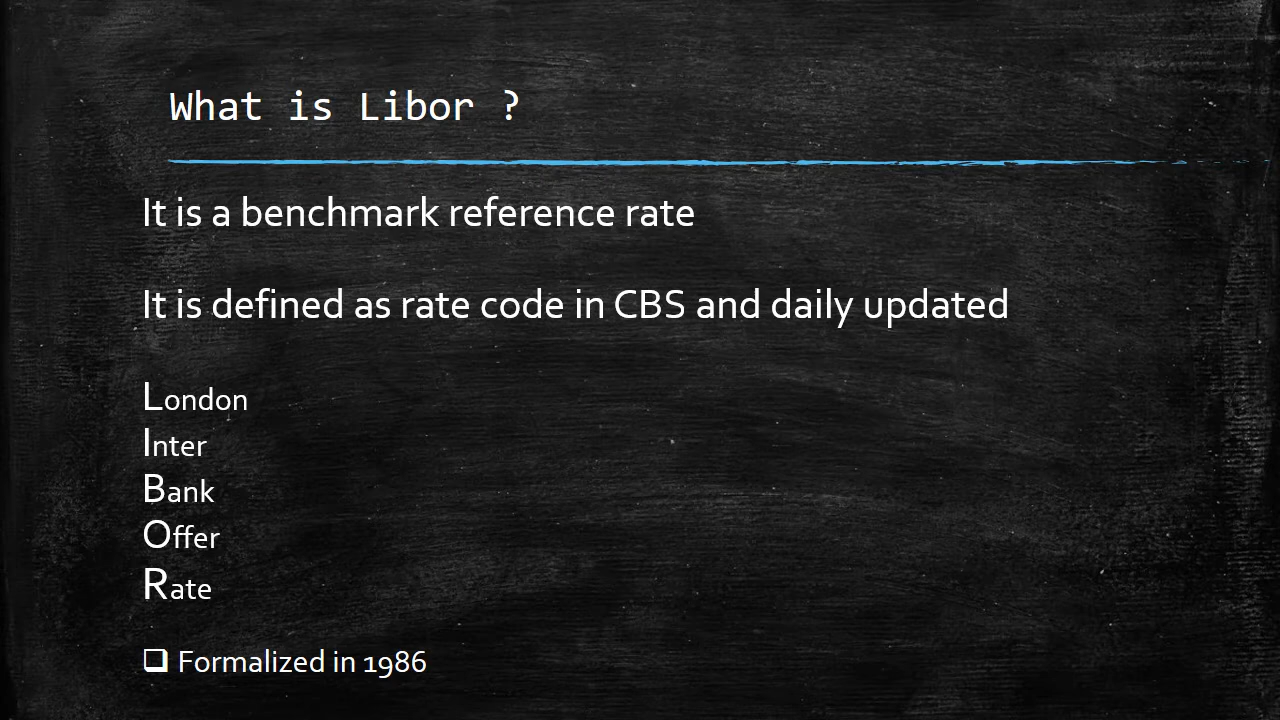 What is Libor ?
It is a benchmark reference rate
It is defined as rate code in CBS and daily updated
London
Inter
Bank
Offer
Rate
❑ Formalized in 1986